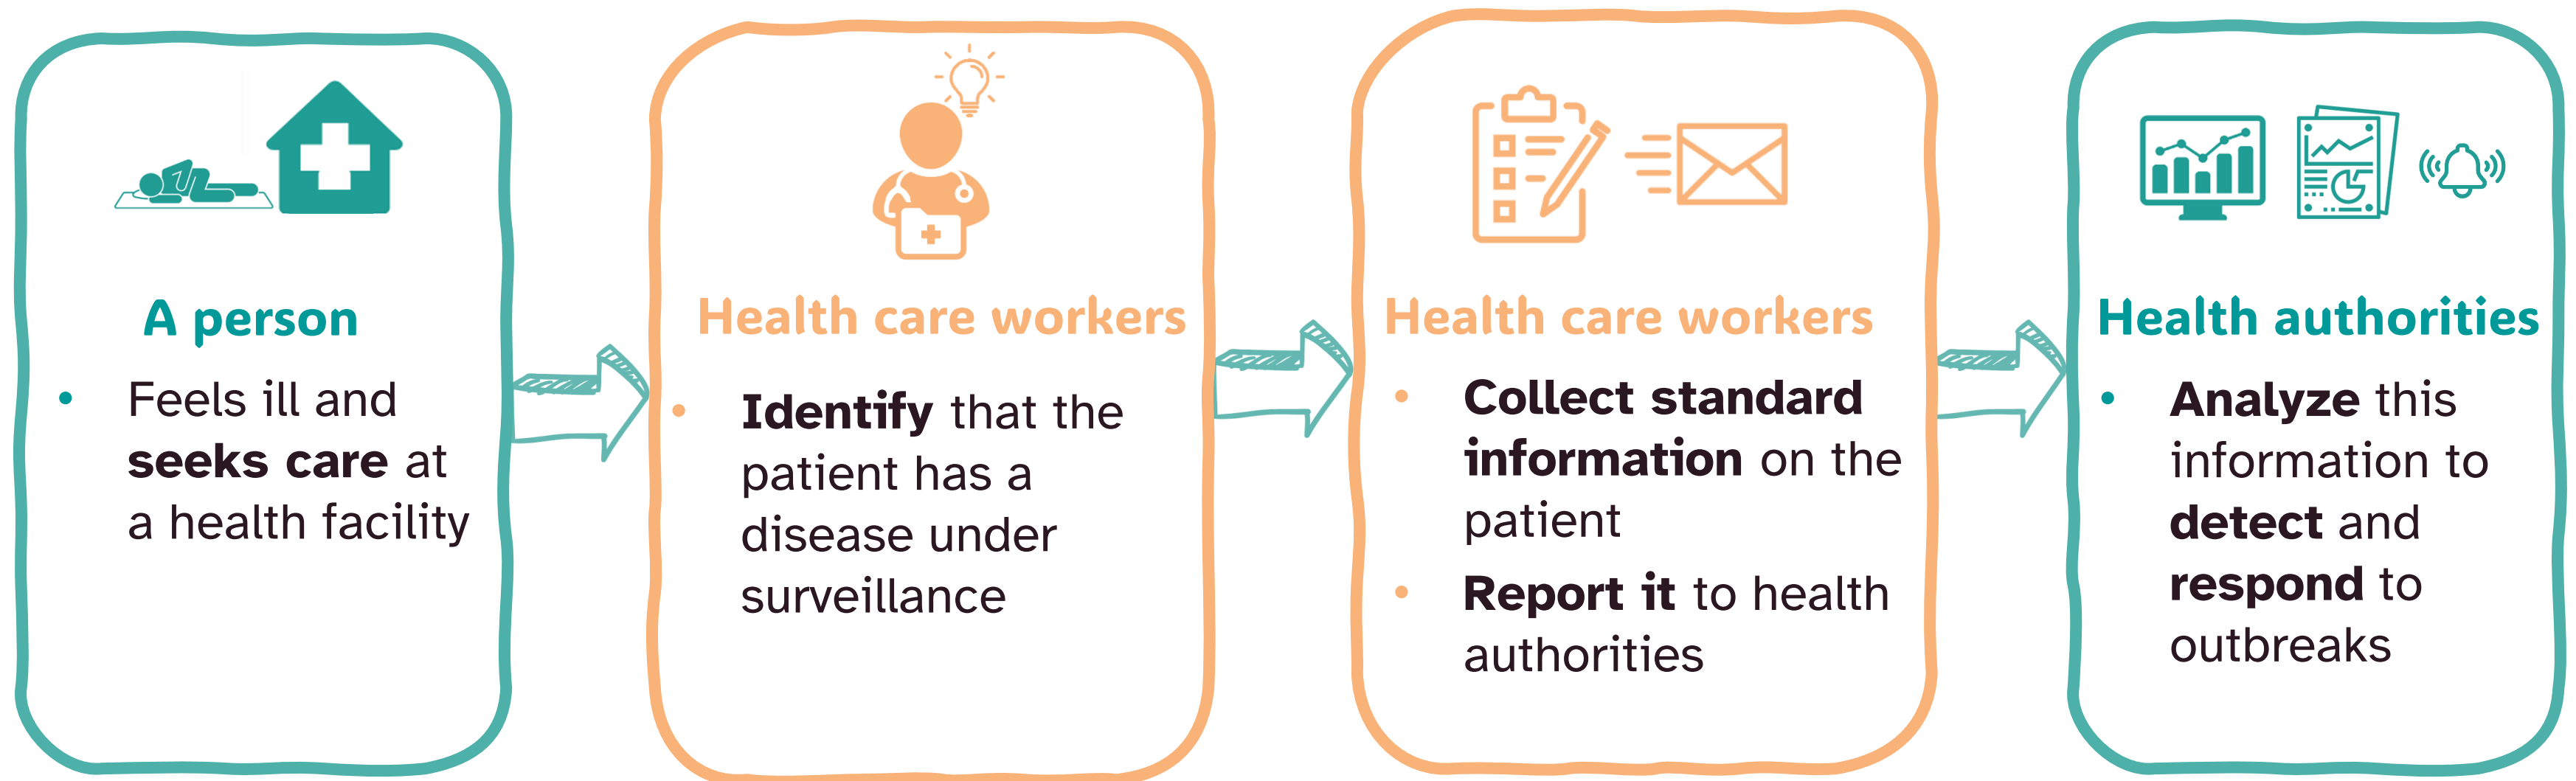 A person
• Feels ill and
seeks care at
a health facility
Health care workers
• Identify that the
patient has a
disease under
surveillance
Health care workers
• Collect standard
information on the
patient
• Report it to health
authorities
Health authorities
• Analyze this
information to
detect and
respond to
outbreaks